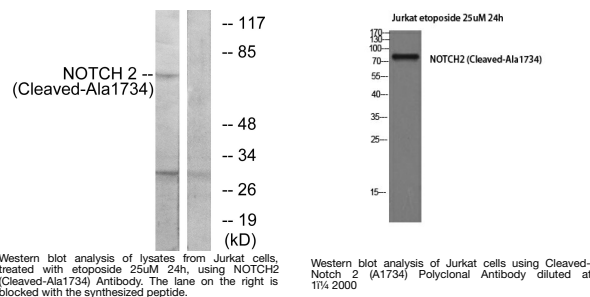 -- 117
-- 85
NOTCH 2 --
(Cleaved-Ala1734)
-- 48
-- 34
-- 26
-- 19
(kD)
Western blot analysis of lysates from Jurkat cells,
treated with etoposide 25uM 24h, using NOTCH2
(Cleaved-Ala1734) Antibody. The lane on the right is
blocked with the synthesized peptide.
Jurkat etoposide 25uM 24h
170-
130-
100-
70-
55-
40-
35-
25-
15-
NOTCH2 (Cleaved-Ala1734)
Western blot analysis of Jurkat cells using Cleaved-
Notch 2 (A1734) Polyclonal Antibody diluted at
1ï¼ 2000